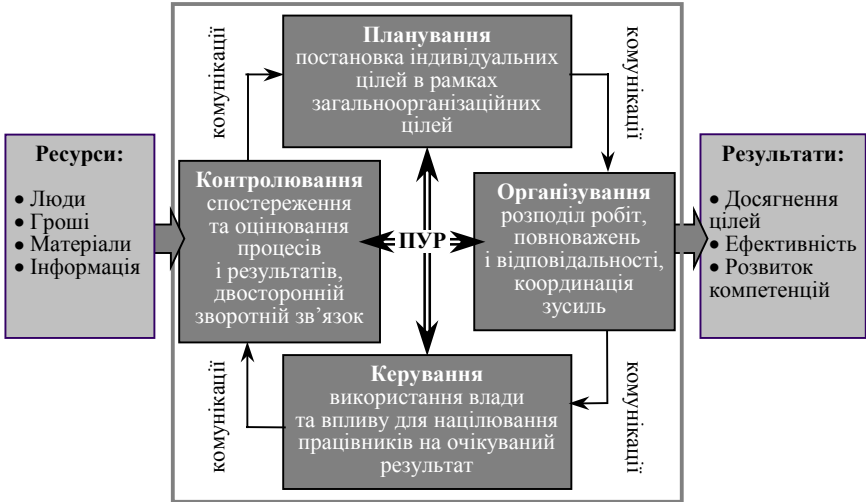 комунікації
Планування
постановка індивідуальних
цілей в рамках
загальноорганізаційних
цілей
комунікації
Ресурси:
• Люди
• Гроші
• Матеріали
• Інформація
Контролювання
спостереження
та оцінювання
процесів
і результатів,
двосторонній
зворотній зв’язок
ПУР
Організування
розподіл робіт,
повноважень
і відповідальності,
координація
зусиль
Результати:
• Досягнення
цілей
• Ефективність
• Розвиток
компетенцій
комунікації
Керування
використання влади
та впливу для націлювання
працівників на очікуваний
результат
комунікації